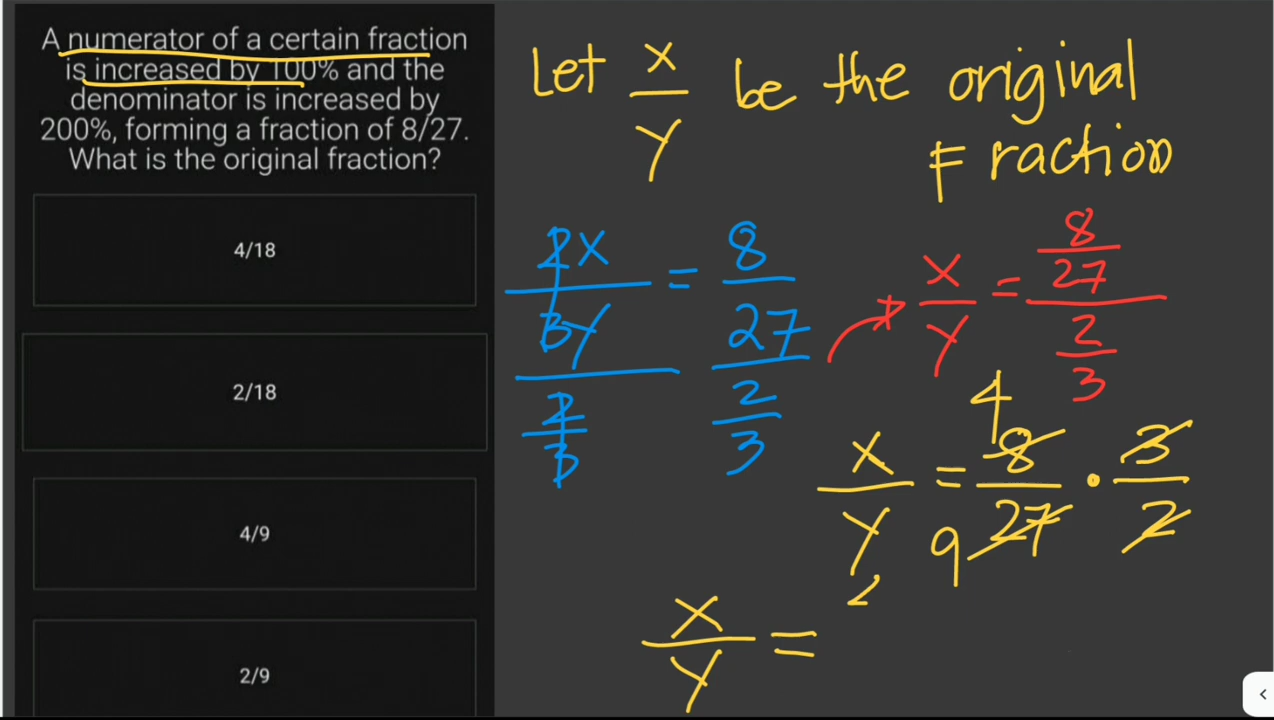 A numerator of a certain fraction
is increased by 100% and the
denominator is increased by
200%, forming a fraction of 8/27.
What is the original fraction?
4/18
2/18
4/9
2/9
Let x/y be the original
Fraction
2x/3y = 8/27
2/3 2/3
x/y = 8/27
2/3
4
x/y = 8/27 · 3/2
9
x/y =